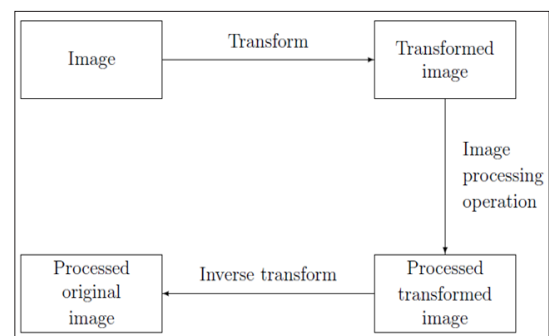 Image
Transform
Transformed
image
Image
processing
operation
Processed
transformed
image
Inverse transform
Processed
original
image